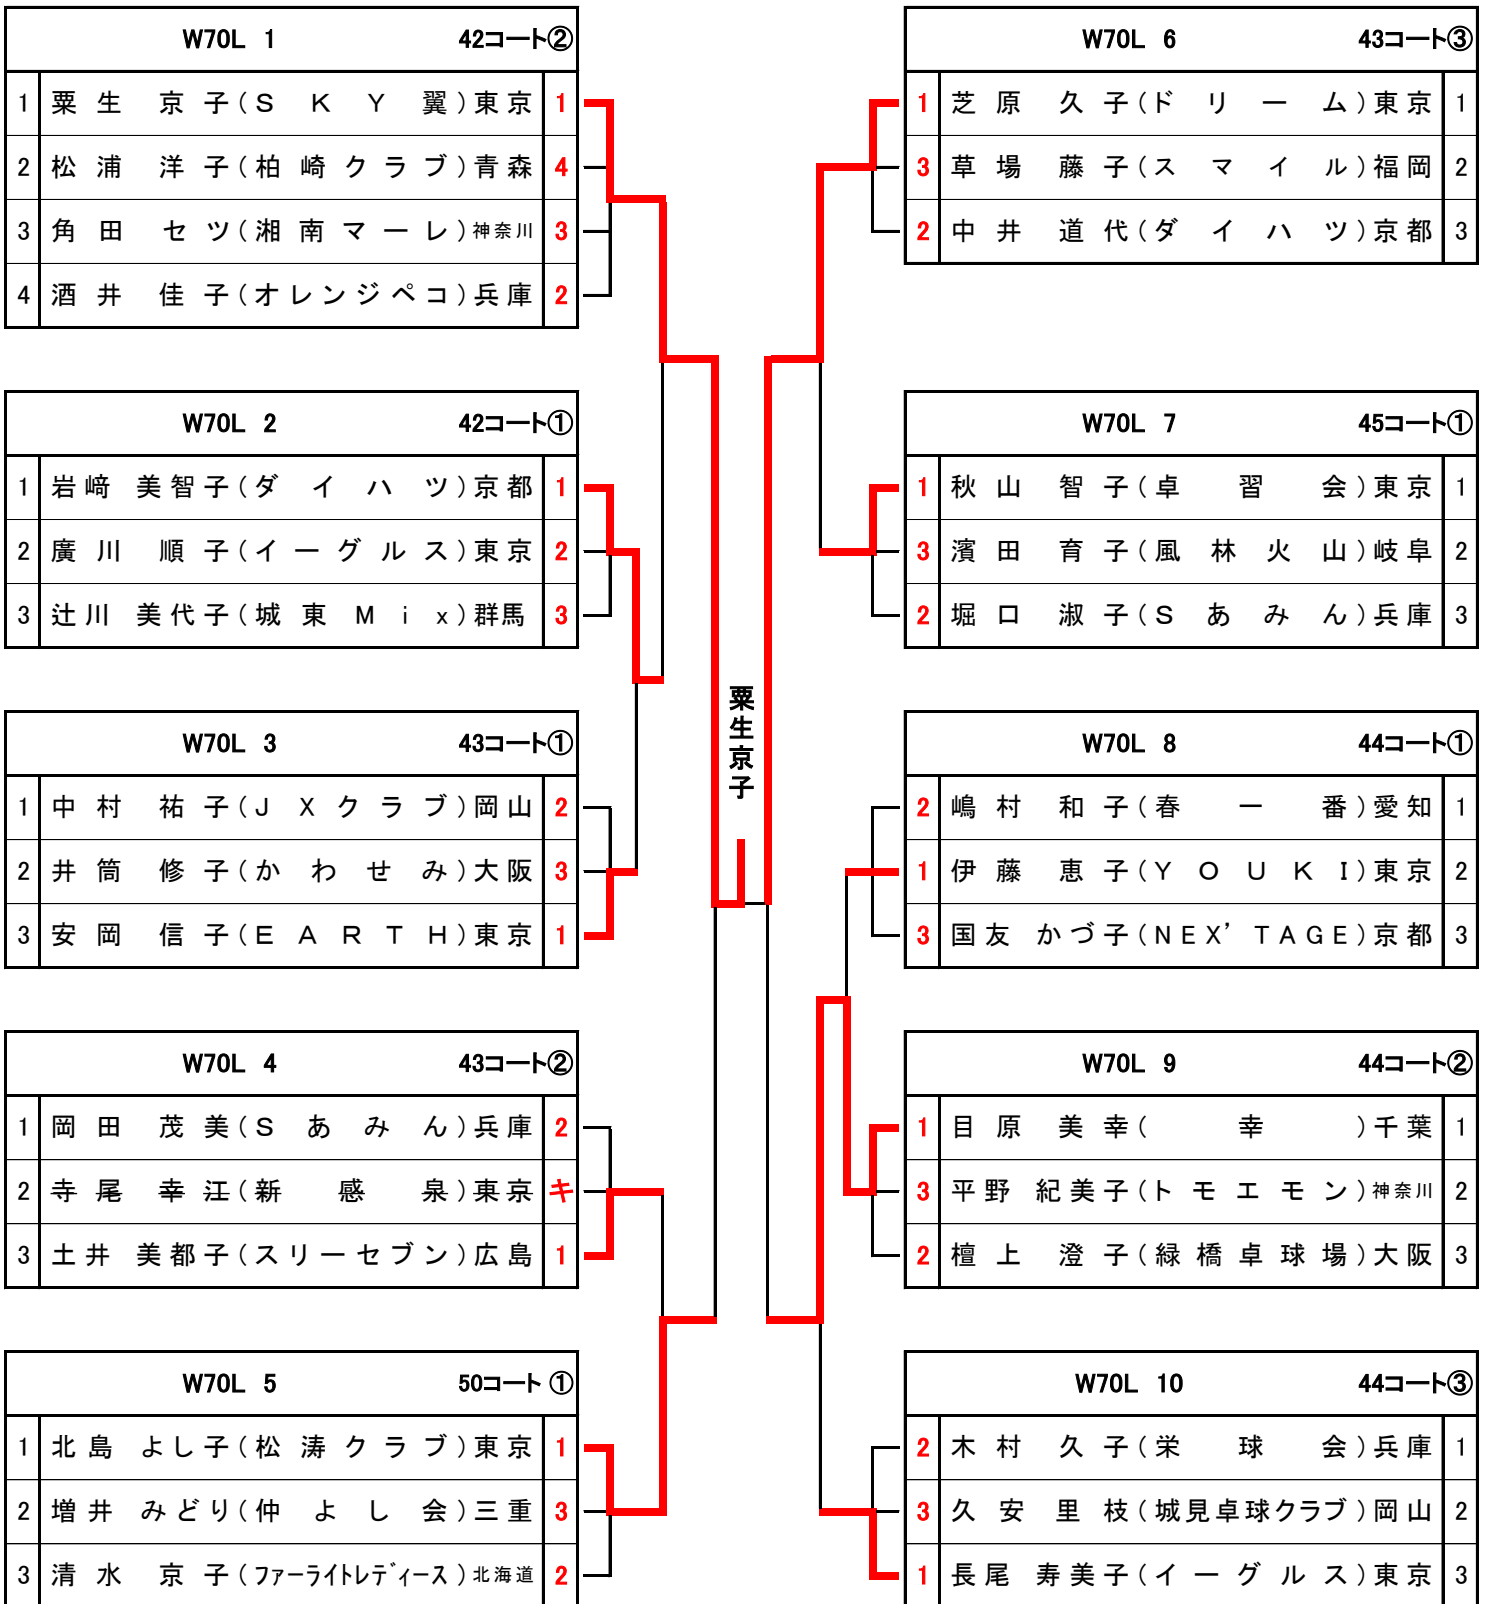 W70L 1 42コート②
1 粟生 京子(SKY翼)東京 1
2 松浦 洋子(柏崎クラブ)青森 4
3 角田 セツ(湘南マーレ)神奈川 3
4 酒井 佳子(オレンジペコ)兵庫 2
W70L 2 42コート①
1 岩﨑 美智子(ダイハツ)京都 1
2 廣川 順子(イーグルス)東京 2
3 辻川 美代子(城東Mix)群馬 3
W70L 3 43コート①
1 中村 祐子(JXクラブ)岡山 2
2 井筒 修子(かわせみ)大阪 3
3 安岡 信子(EARTH)東京 1
W70L 4 43コート②
1 岡田 茂美(Sあみん)兵庫 2
2 寺尾 幸江(新感泉)東京 キ
3 土井 美都子(スリーセブン)広島 1
W70L 5 50コート ①
1 北島 よし子(松涛クラブ)東京 1
2 増井 みどり(仲よし会)三重 3
3 清水 京子(ファーライトレディース)北海道 2
粟生京子
W70L 6 43コート③
1 芝原 久子(ドリーム)東京 1
3 草場 藤子(スマイル)福岡 2
2 中井 道代(ダイハツ)京都 3
W70L 7 45コート①
1 秋山 智子(卓習会)東京 1
3 濱田 育子(風林火山)岐阜 2
2 堀口 淑子(Sあみん)兵庫 3
W70L 8 44コート①
2 嶋村 和子(春一番)愛知 1
1 伊藤 恵子(YOUKI)東京 2
3 国友 かづ子(NEX'TAGE)京都 3
W70L 9 44コート②
1 目原 美幸(幸)千葉 1
3 平野 紀美子(トモエモン)神奈川 2
2 檀上 澄子(緑橋卓球場)大阪 3
W70L 10 44コート③
2 木村 久子(栄球会)兵庫 1
3 久安 里枝(城見卓球クラブ)岡山 2
1 長尾 寿美子(イーグルス)東京 3